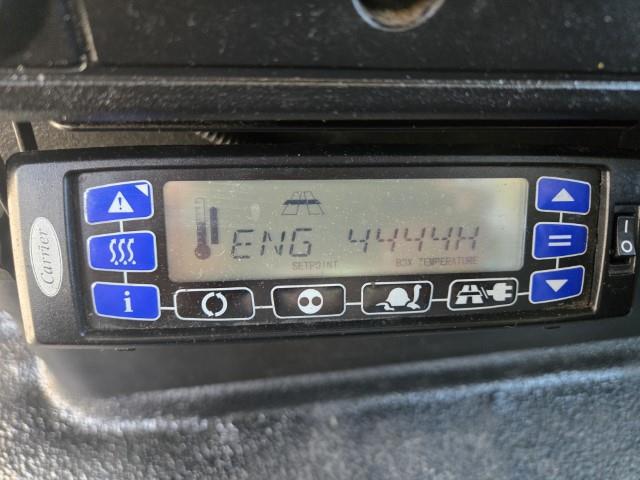 Carrier
ENG 4444H
SETPOINT BOX TEMPERATURE
i
I
O